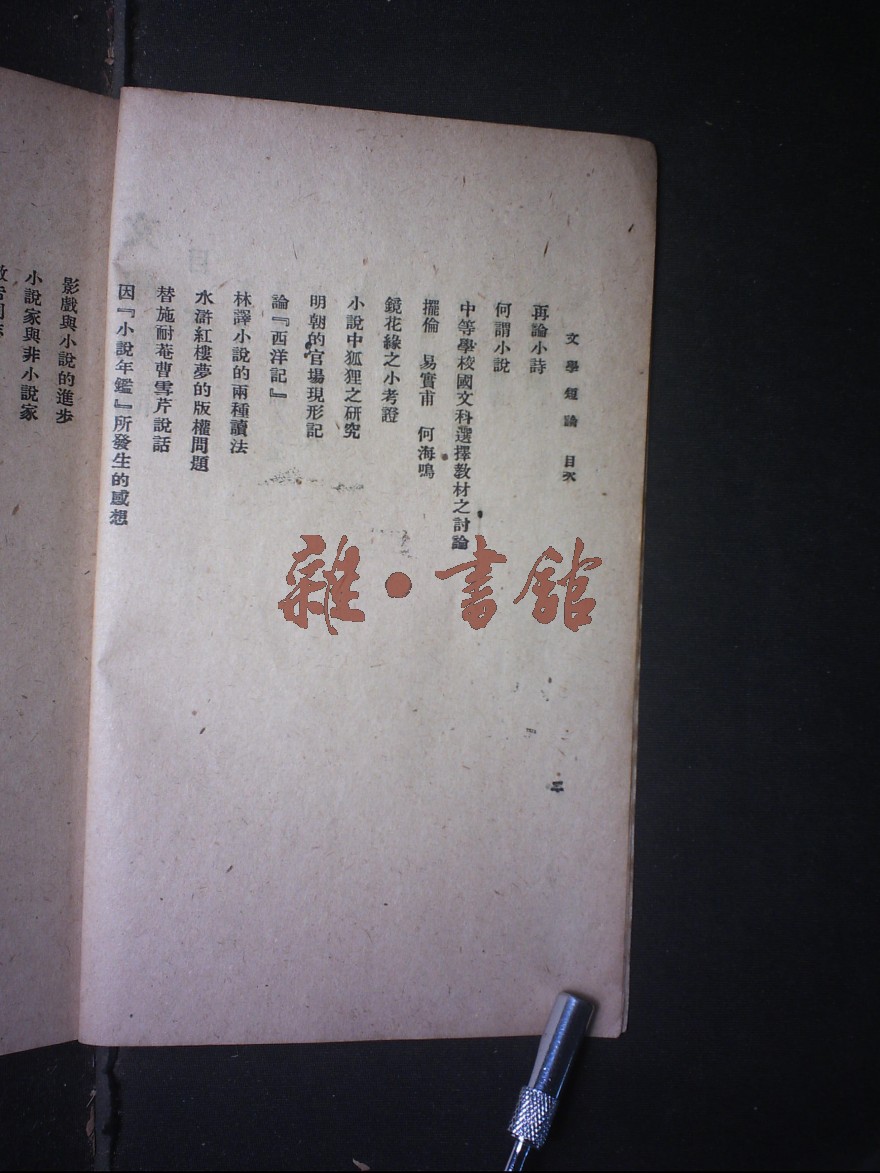 文學短論 目次
再論小詩
何謂小說
中等學校國文科選擇教材之討論
擺倫 易實甫 何海鳴
鏡花緣之小考證
小說中狐狸之研究
明朝的官場現形記
論『西洋記』
林譯小說的兩種讀法
水滸紅樓夢的版權問題
替施耐菴曹雪芹說話
因『小說年鑑』所發生的感想
二
影戲與小說的進步
小說家與非小說家
雜·書館